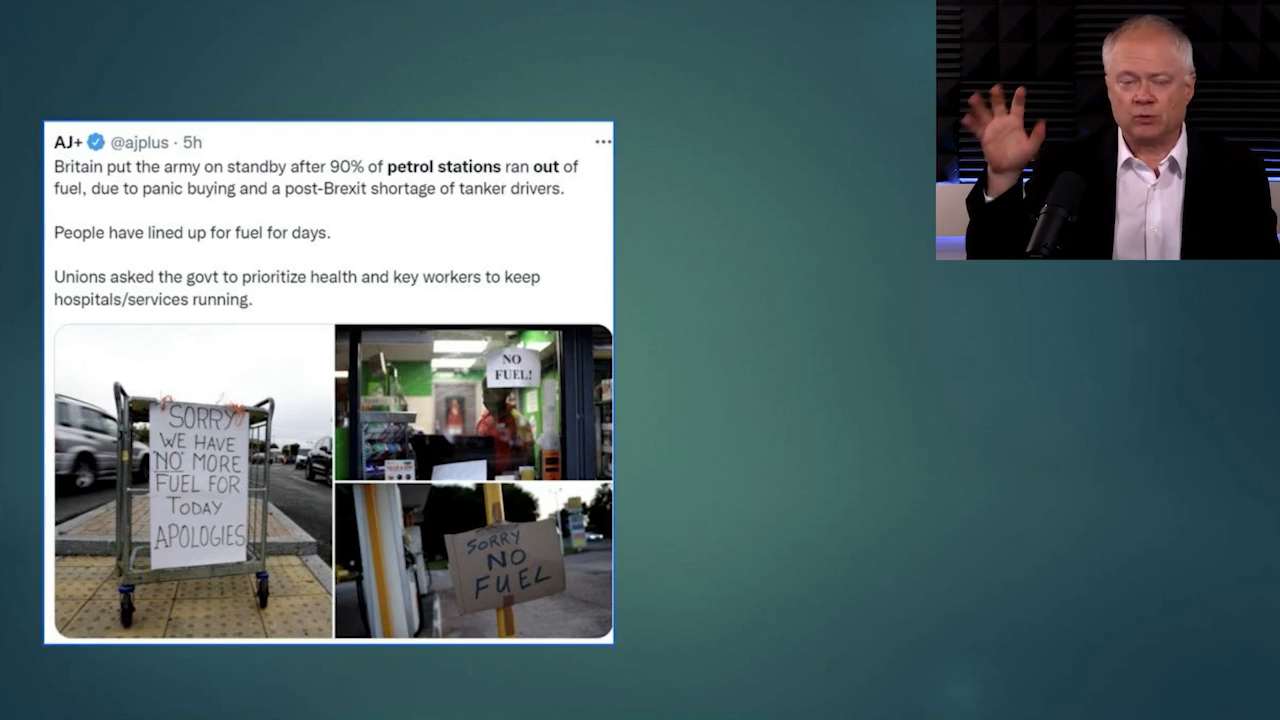 AJ+ @ajplus · 5h
Britain put the army on standby after 90% of petrol stations ran out of
fuel, due to panic buying and a post-Brexit shortage of tanker drivers.
People have lined up for fuel for days.
Unions asked the govt to prioritize health and key workers to keep
hospitals/services running.
SORRY
WE HAVE
NO MORE
FUEL FOR
TODAY
APOLOGIES
NO
FUEL!
SORRY
NO
FUEL